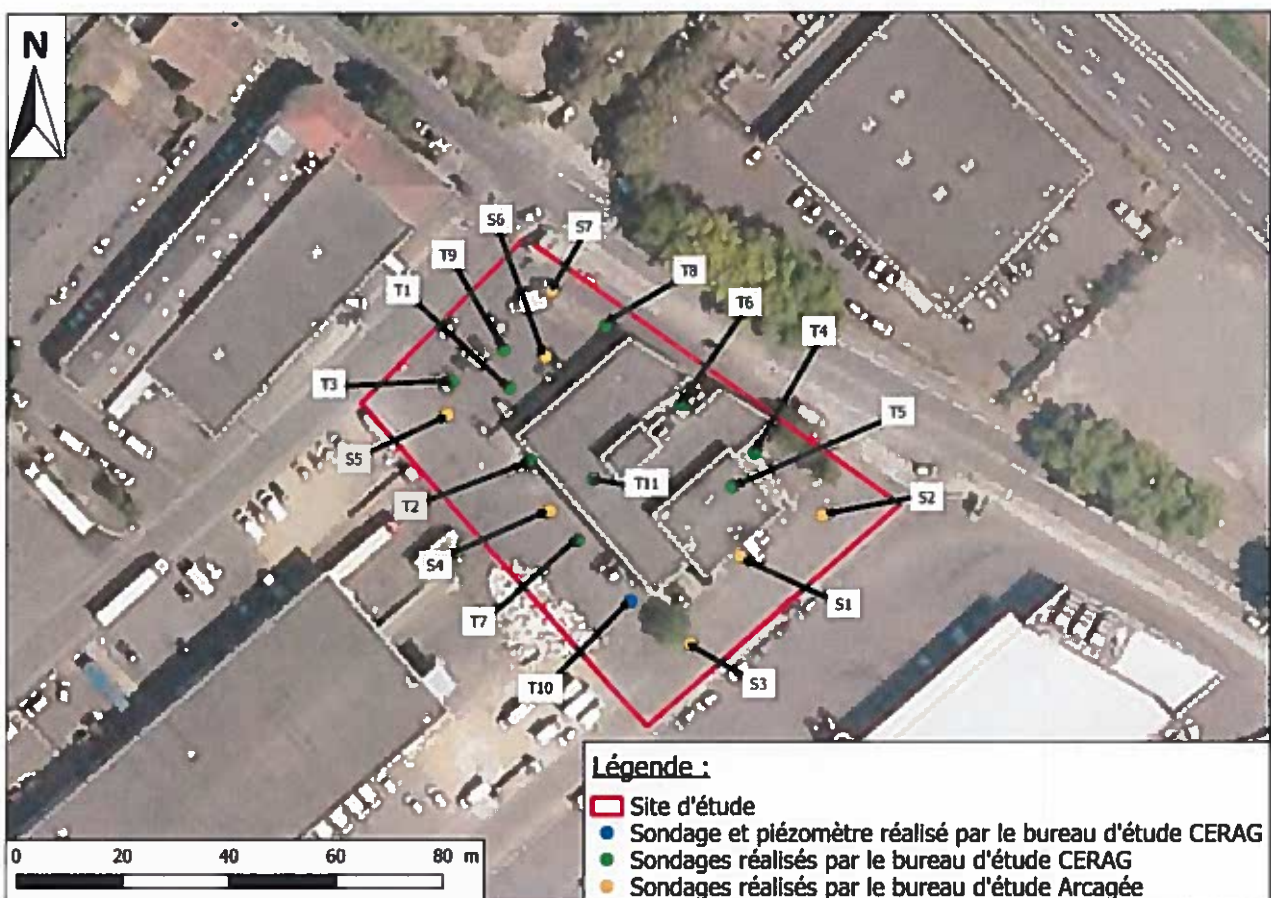 N
S6
S7
T9
T8
T1
T6
T4
T3
T5
S5
T11
S2
T2
S4
S1
T7
T10
S3
Légende :
Site d'étude
Sondage et piézomètre réalisé par le bureau d'étude CERAG
Sondages réalisés par le bureau d'étude CERAG
Sondages réalisés par le bureau d'étude Arcagée
0 20 40 60 80 m